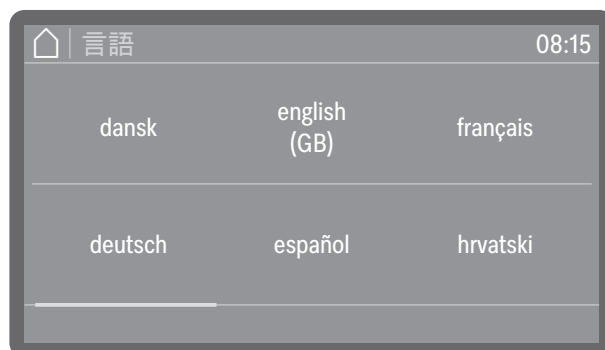 言語 08:15
dansk english (GB) français
deutsch español hrvatski